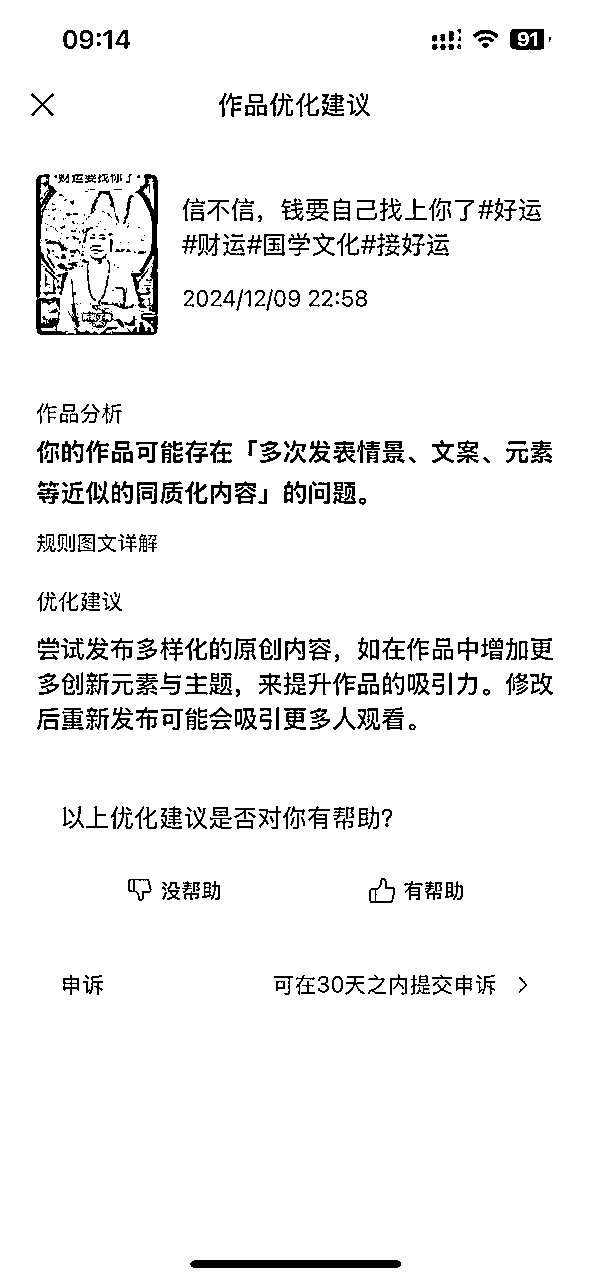 09:14
91
作品优化建议
财运要找你了
信不信，钱要自己找上你了#好运
#财运#国学文化#接好运
2024/12/09 22:58
作品分析
你的作品可能存在「多次发表情景、文案、元素
等近似的同质化内容」的问题。
规则图文详解
优化建议
尝试发布多样化的原创内容，如在作品中增加更
多创新元素与主题，来提升作品的吸引力。修改
后重新发布可能会吸引更多人观看。
以上优化建议是否对你有帮助？
没帮助
有帮助
申诉
可在30天之内提交申诉